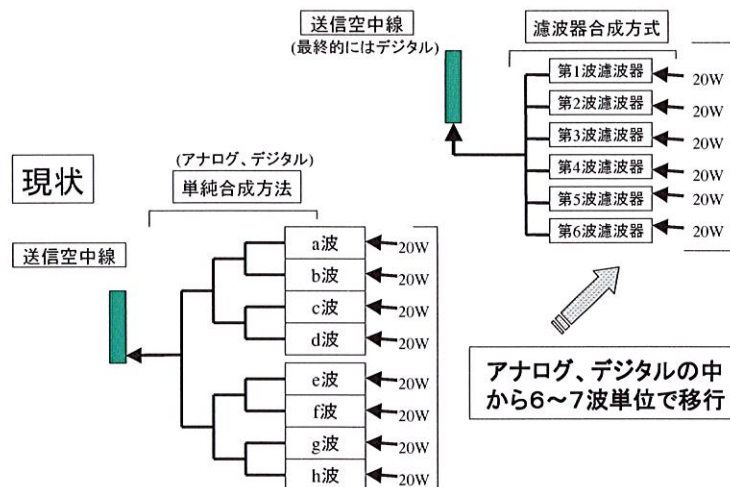 送信空中線
(最終的にはデジタル)
濾波器合成方式
第1波濾波器
20W
第2波濾波器
20W
第3波濾波器
20W
第4波濾波器
20W
第5波濾波器
20W
第6波濾波器
20W
現状
(アナログ、デジタル)
単純合成方法
送信空中線
a波
20W
b波
20W
c波
20W
d波
20W
e波
20W
f波
20W
g波
20W
h波
20W
アナログ、デジタルの中
から6～7波単位で移行